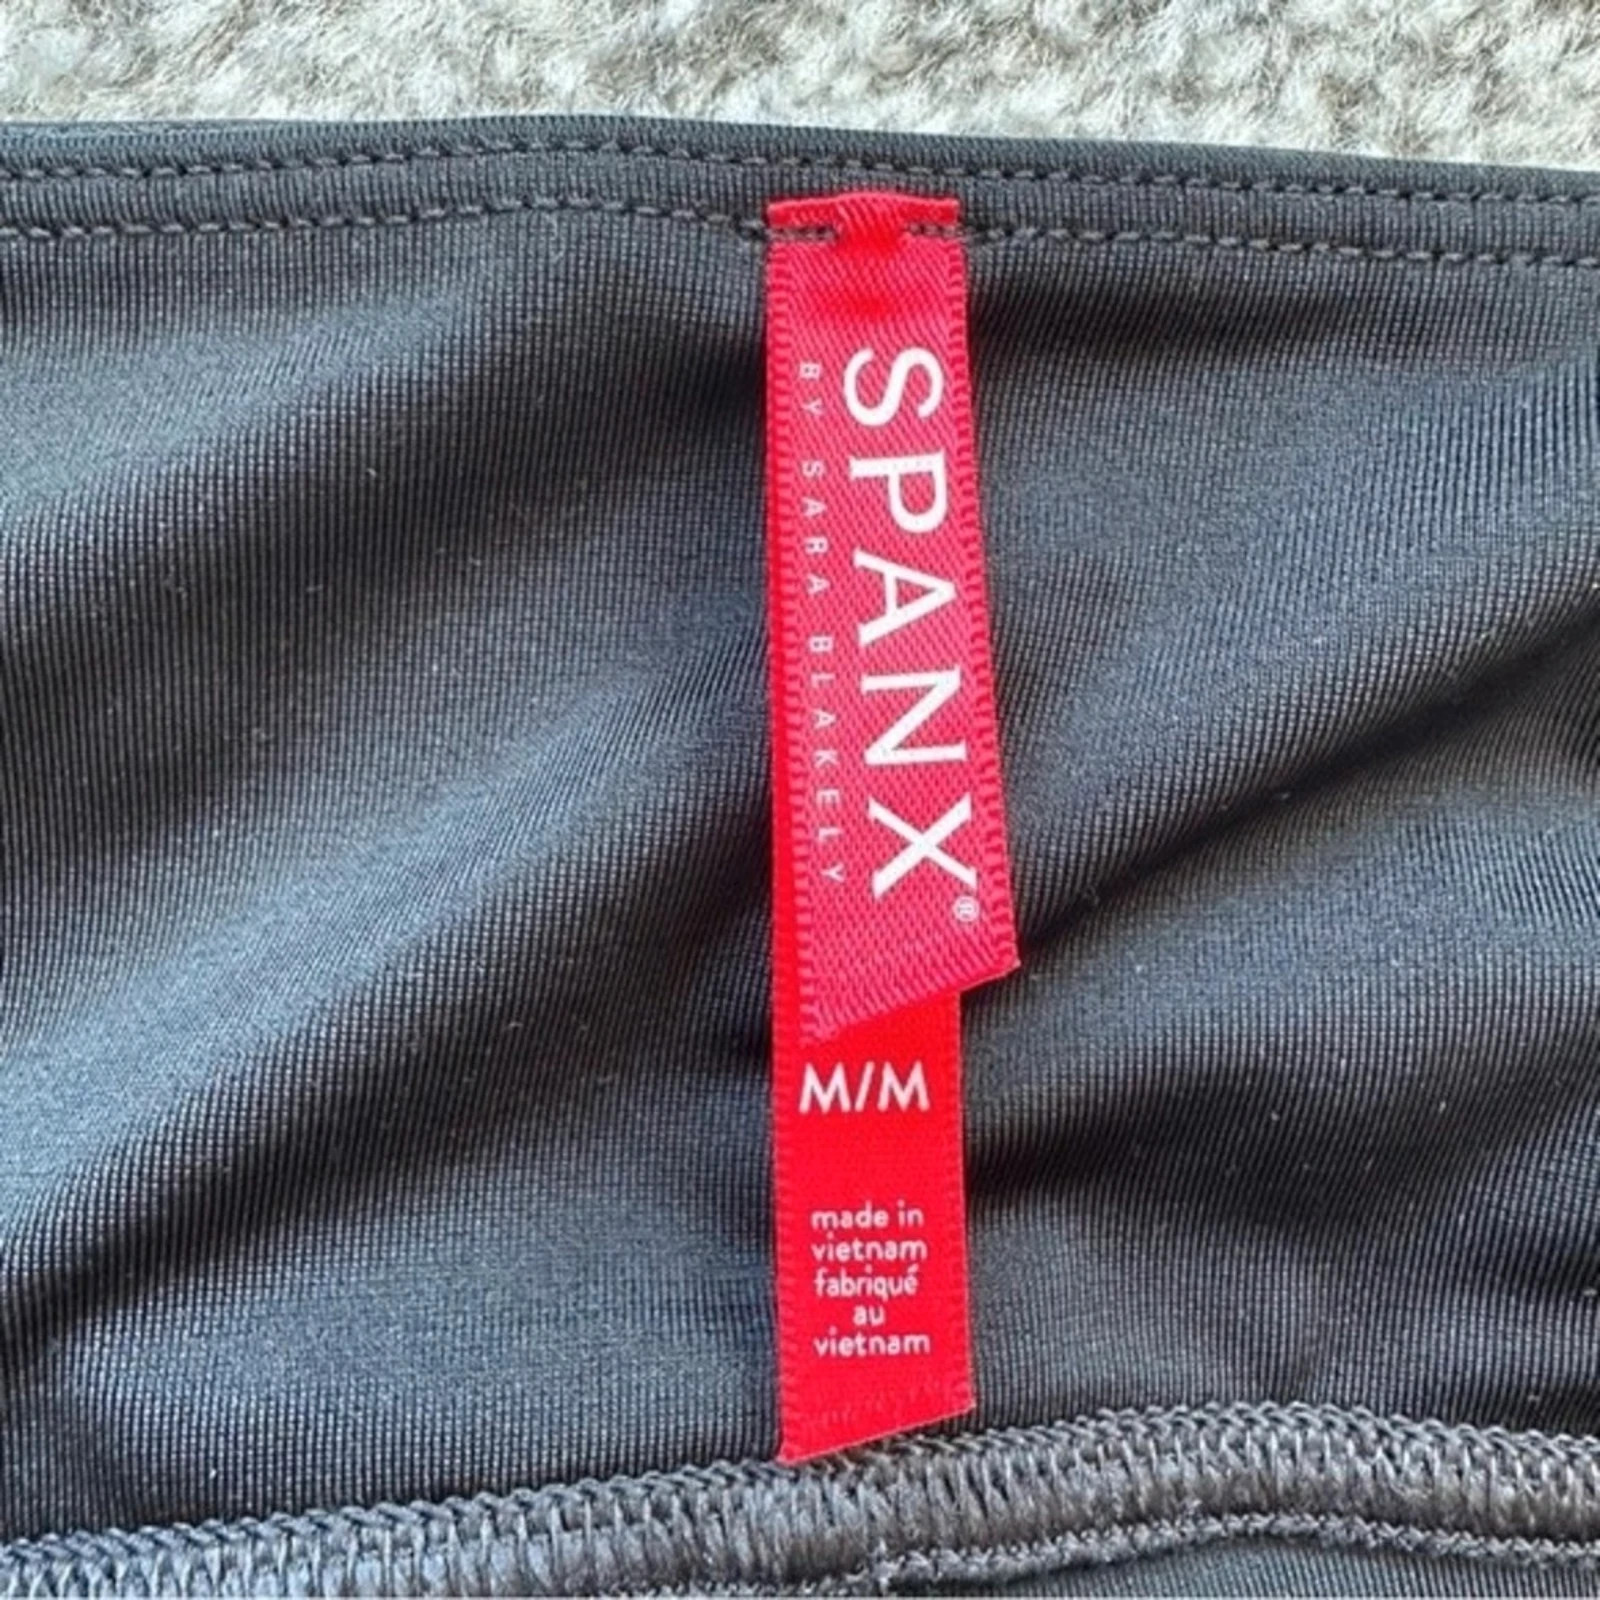 SPANX®
BY SARA BLAKELY
M/M
made in
vietnam
fabriqué
au
vietnam